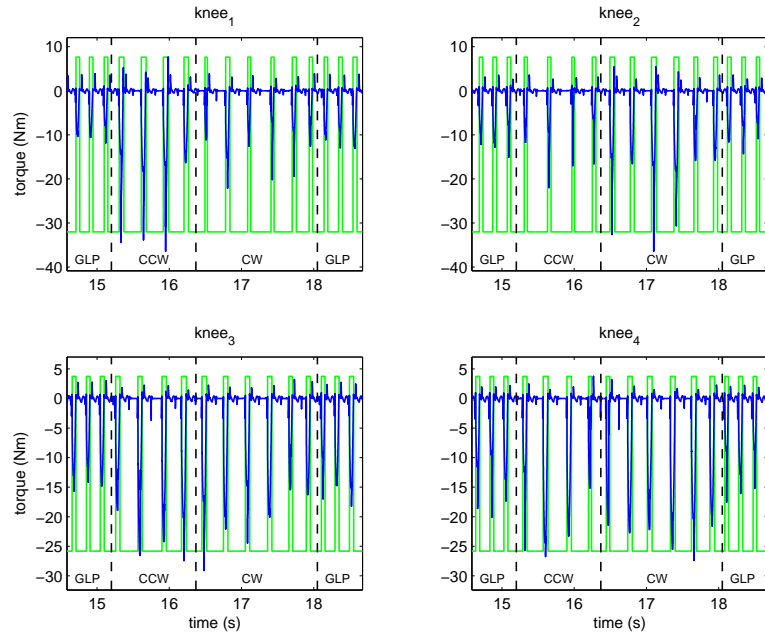 knee₁
knee₂
torque (Nm)
10
0
−10
−20
−30
−40
GLP
CCW
CW
GLP
15
16
17
18
10
0
−10
−20
−30
−40
GLP
CCW
CW
GLP
15
16
17
18
knee₃
knee₄
torque (Nm)
5
0
−5
−10
−15
−20
−25
−30
GLP
CCW
CW
GLP
15
16
17
18
time (s)
5
0
−5
−10
−15
−20
−25
−30
GLP
CCW
CW
GLP
15
16
17
18
time (s)